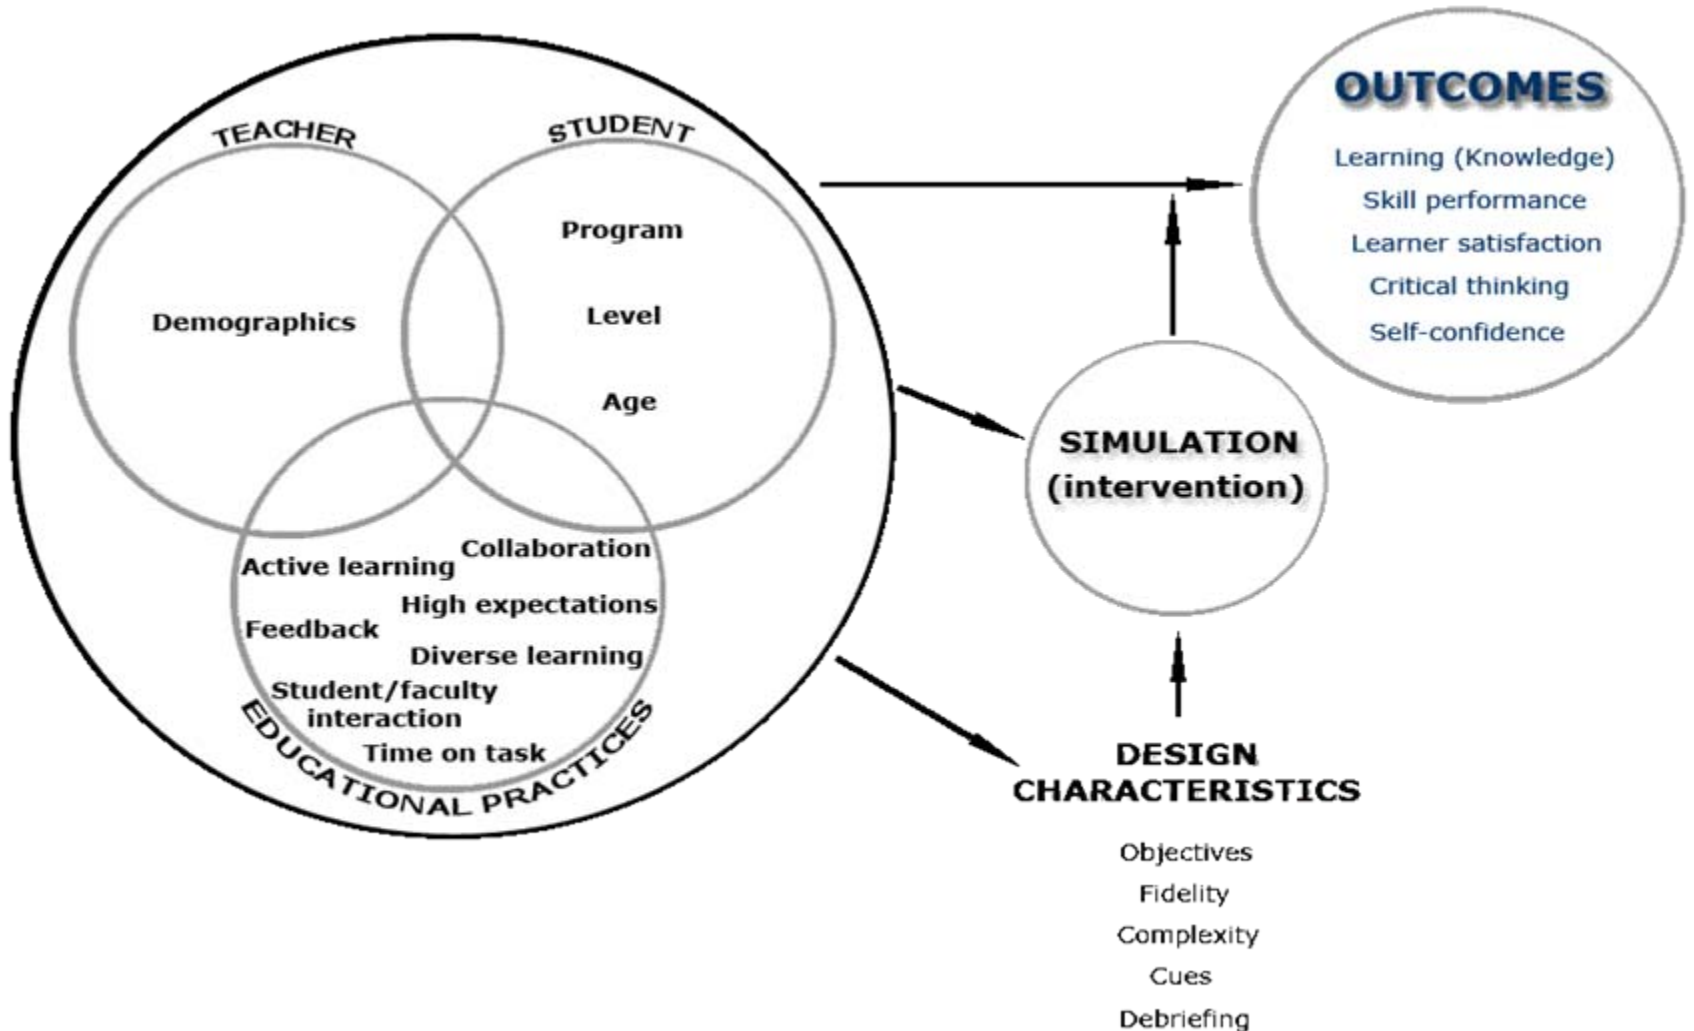 TEACHER
Demographics
STUDENT
Program
Level
Age
Collaboration
Active learning
High expectations
Feedback
Diverse learning
Student/faculty
interaction
Time on task
EDUCATIONAL PRACTICES
OUTCOMES
Learning (Knowledge)
Skill performance
Learner satisfaction
Critical thinking
Self-confidence
SIMULATION
(intervention)
DESIGN
CHARACTERISTICS
Objectives
Fidelity
Complexity
Cues
Debriefing